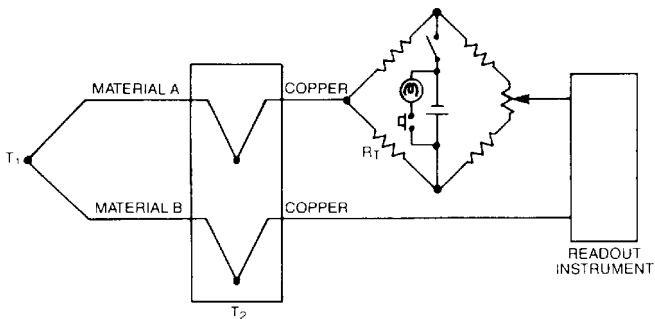 MATERIAL A
COPPER
T1
RT
MATERIAL B
COPPER
T2
READOUT
INSTRUMENT